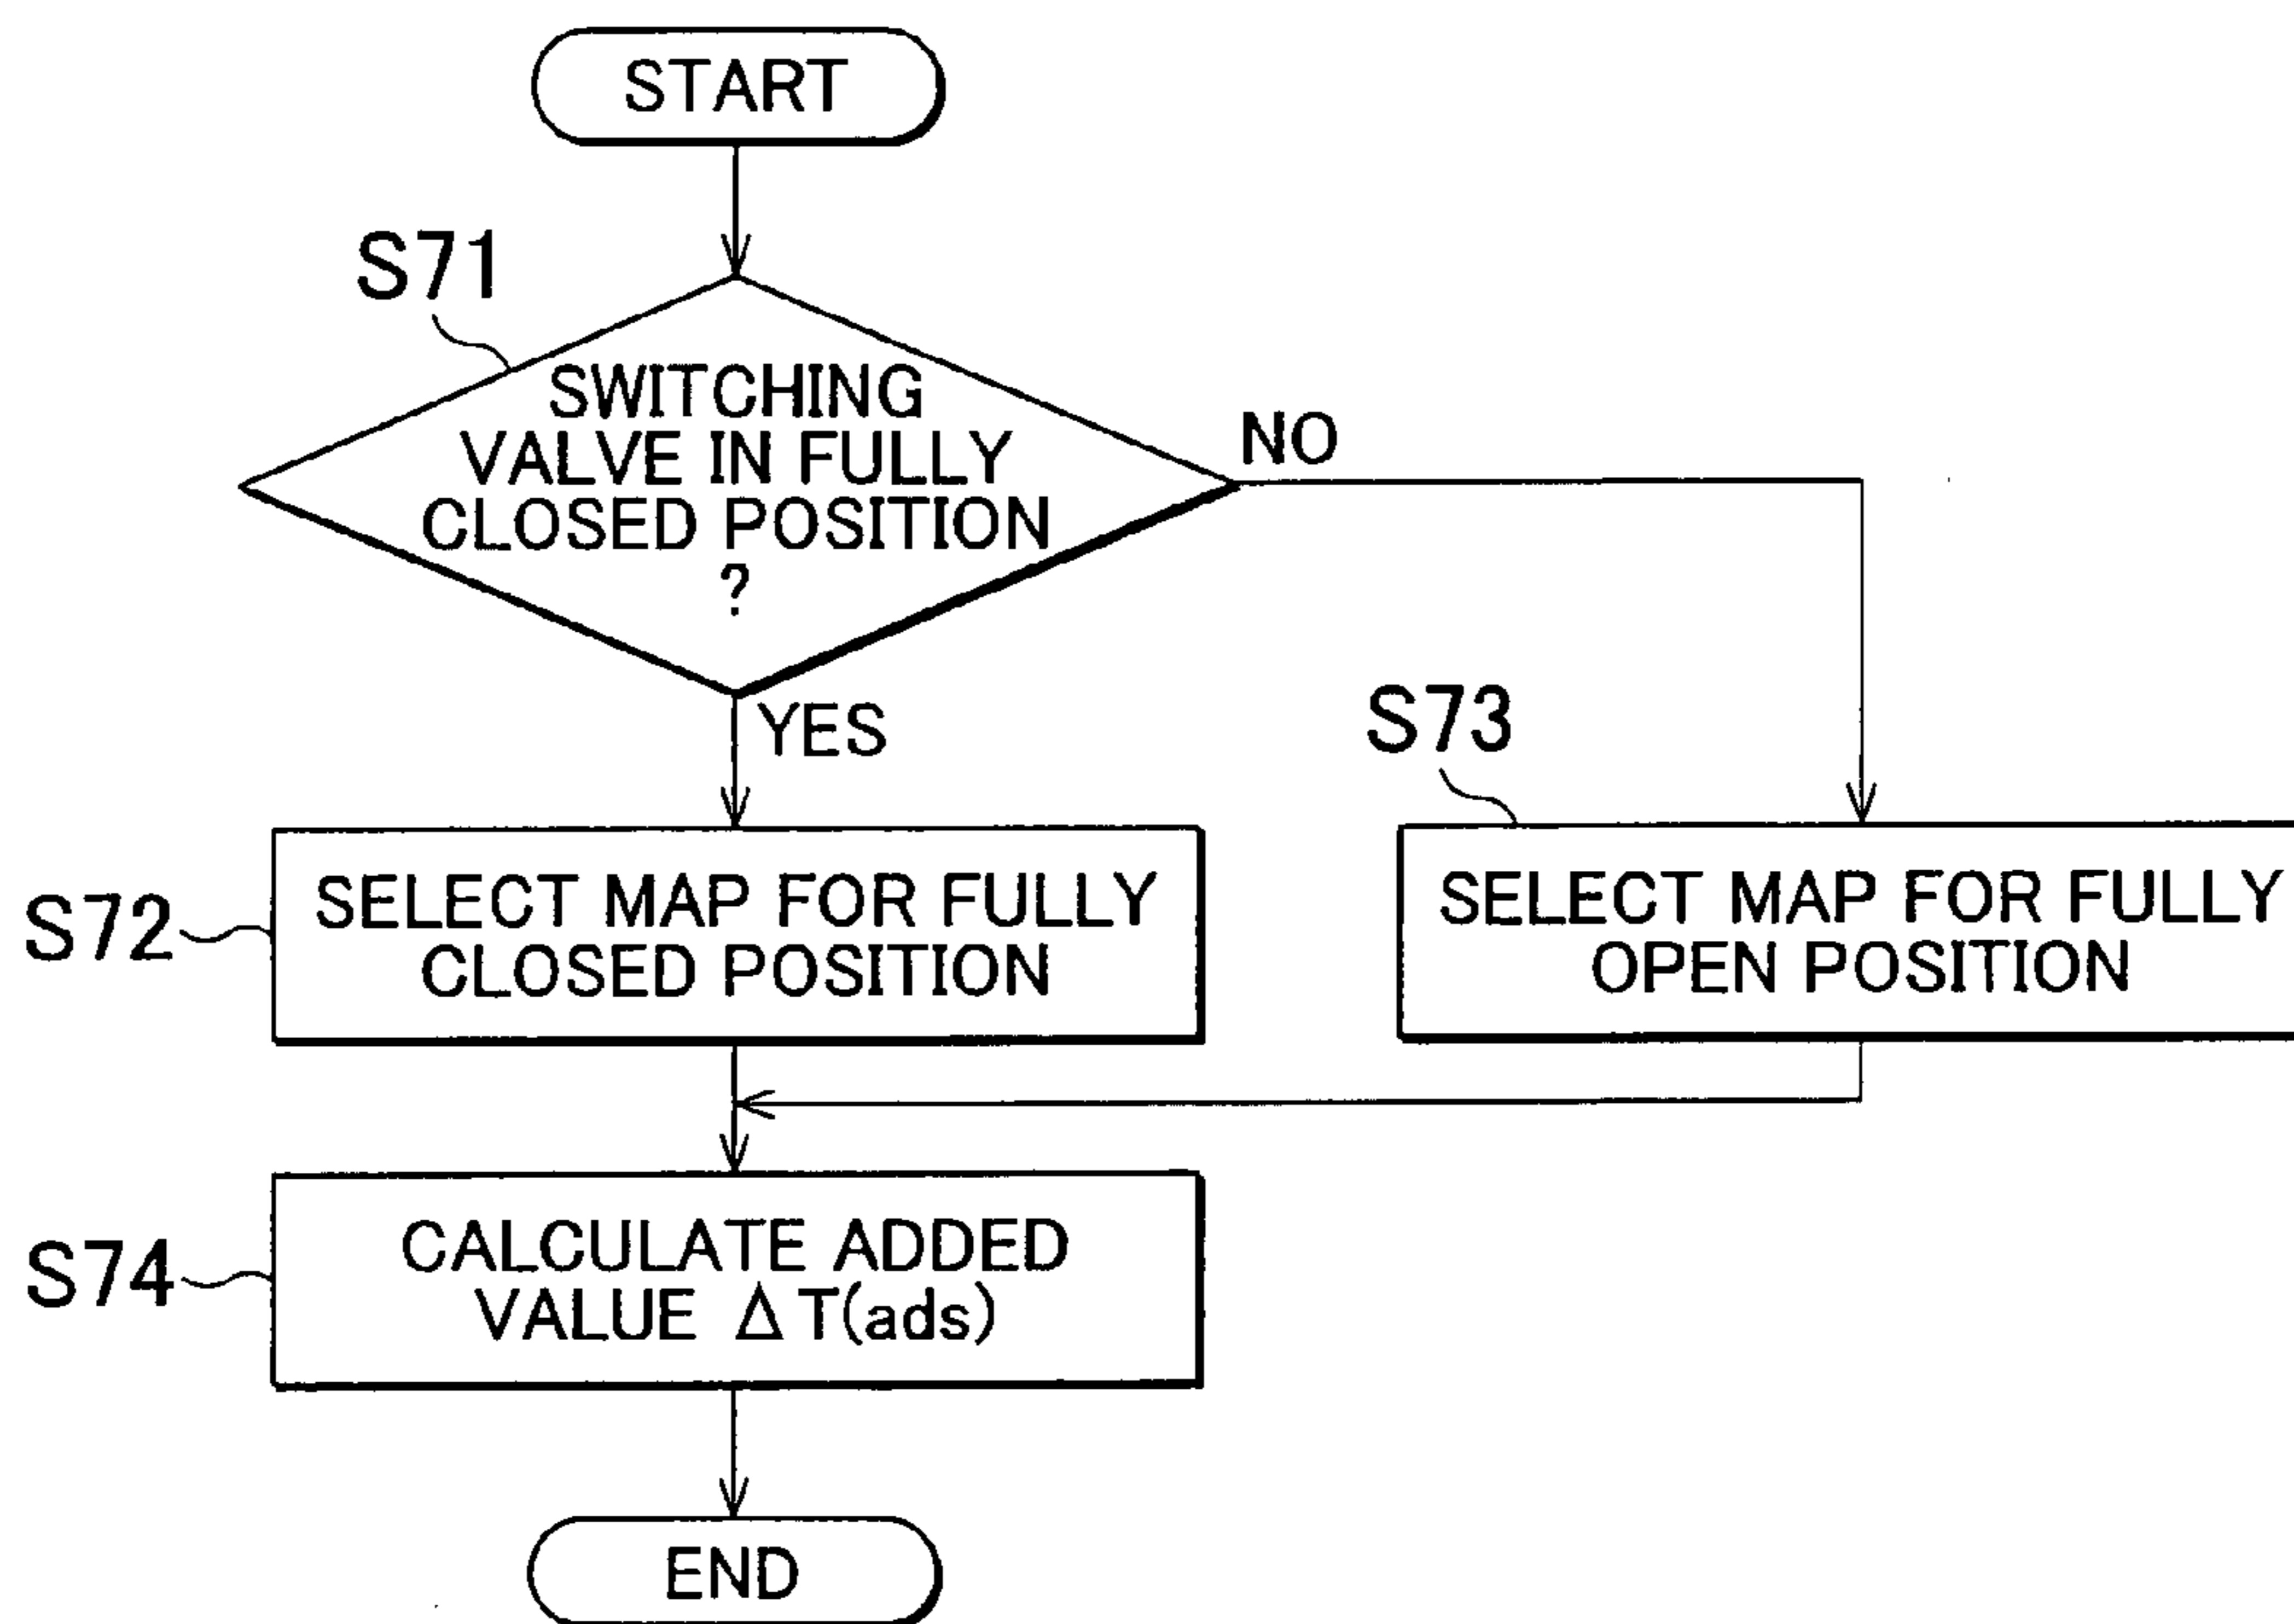 START
S71
SWITCHING
VALVE IN FULLY
CLOSED POSITION
?
NO
YES
S73
S72
SELECT MAP FOR FULLY
CLOSED POSITION
SELECT MAP FOR FULLY
OPEN POSITION
S74
CALCULATE ADDED
VALUE Δ T(ads)
END